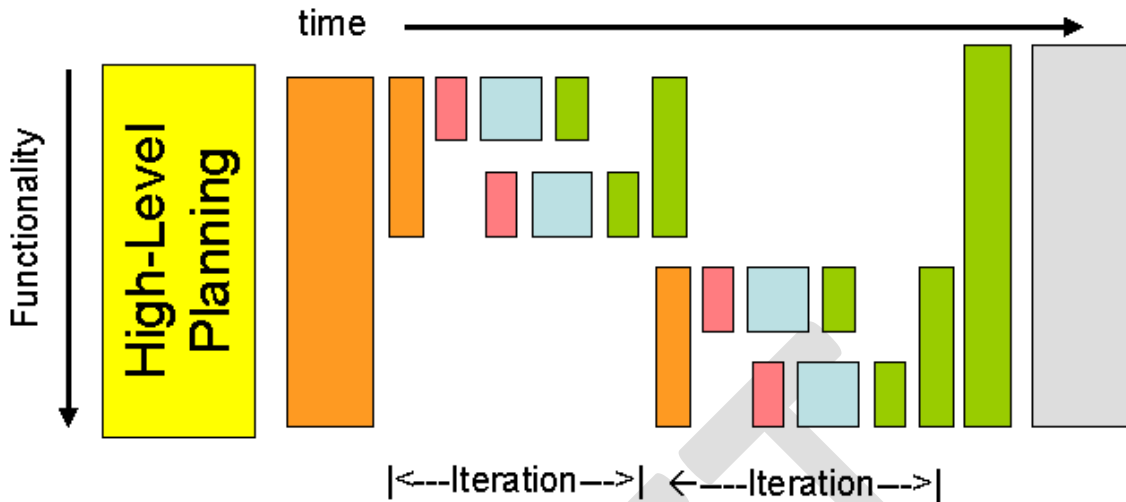 time
Functionality
High-Level
Planning
|<---Iteration--->| <----Iteration--->|